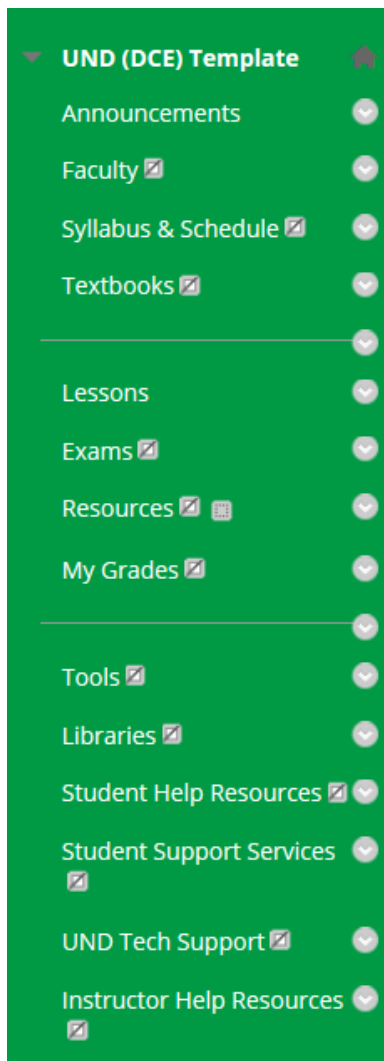 UND (DCE) Template
Announcements
Faculty
Syllabus & Schedule
Textbooks
Lessons
Exams
Resources
My Grades
Tools
Libraries
Student Help Resources
Student Support Services
UND Tech Support
Instructor Help Resources